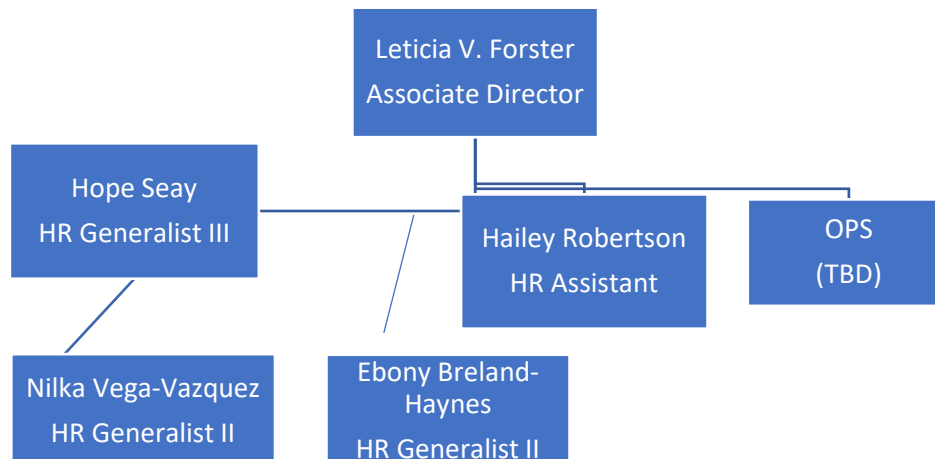 Leticia V. Forster
Associate Director
Hope Seay
HR Generalist III
Hailey Robertson
HR Assistant
OPS
(TBD)
Nilka Vega-Vazquez
HR Generalist II
Ebony Breland-
Haynes
HR Generalist II